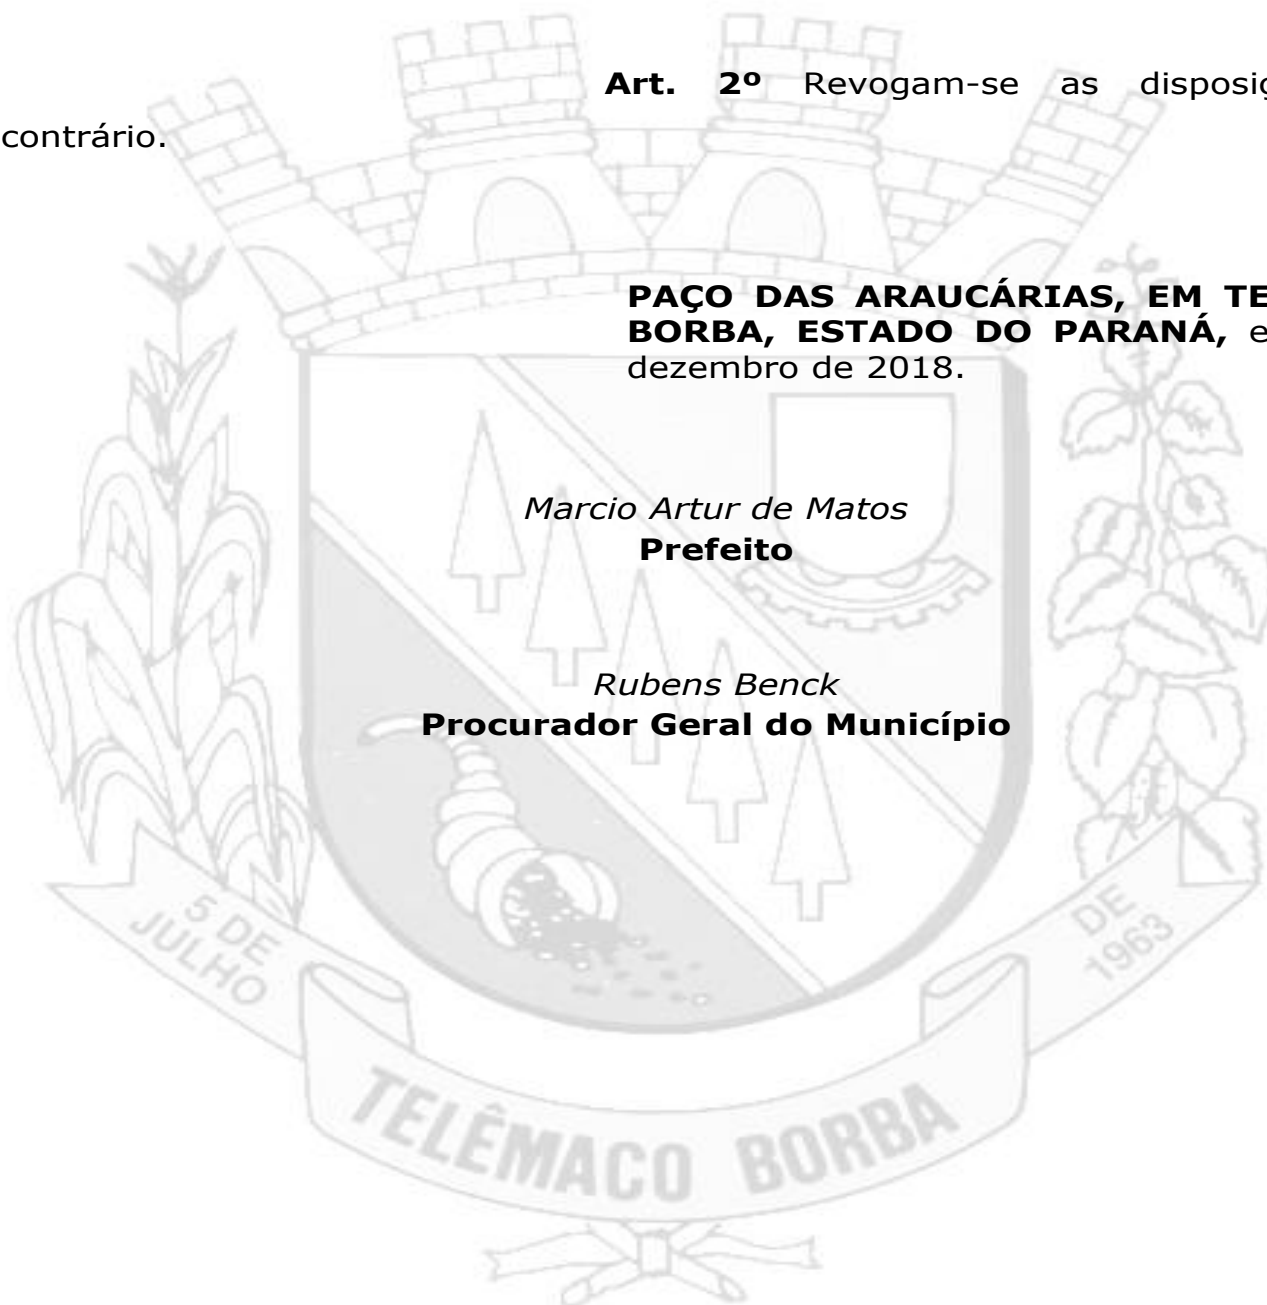 Art. 2º Revogam-se as disposiç
contrário.
PAÇO DAS ARAUCÁRIAS, EM TE
BORBA, ESTADO DO PARANÁ, e
dezembro de 2018.
Marcio Artur de Matos
Prefeito
Rubens Benck
Procurador Geral do Município
5 DE
JULHO
DE
1963
TELÊMACO BORBA